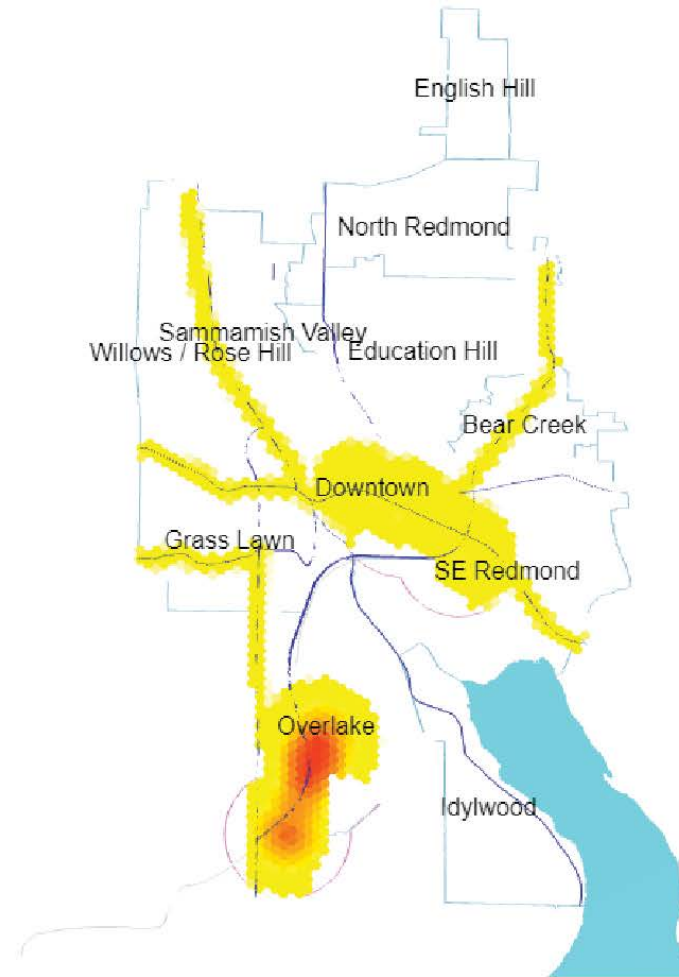 English Hill
North Redmond
Sammamish Valley
Willows / Rose Hill
Education Hill
Bear Creek
Downtown
Grass Lawn
SE Redmond
Overlake
Idylwood